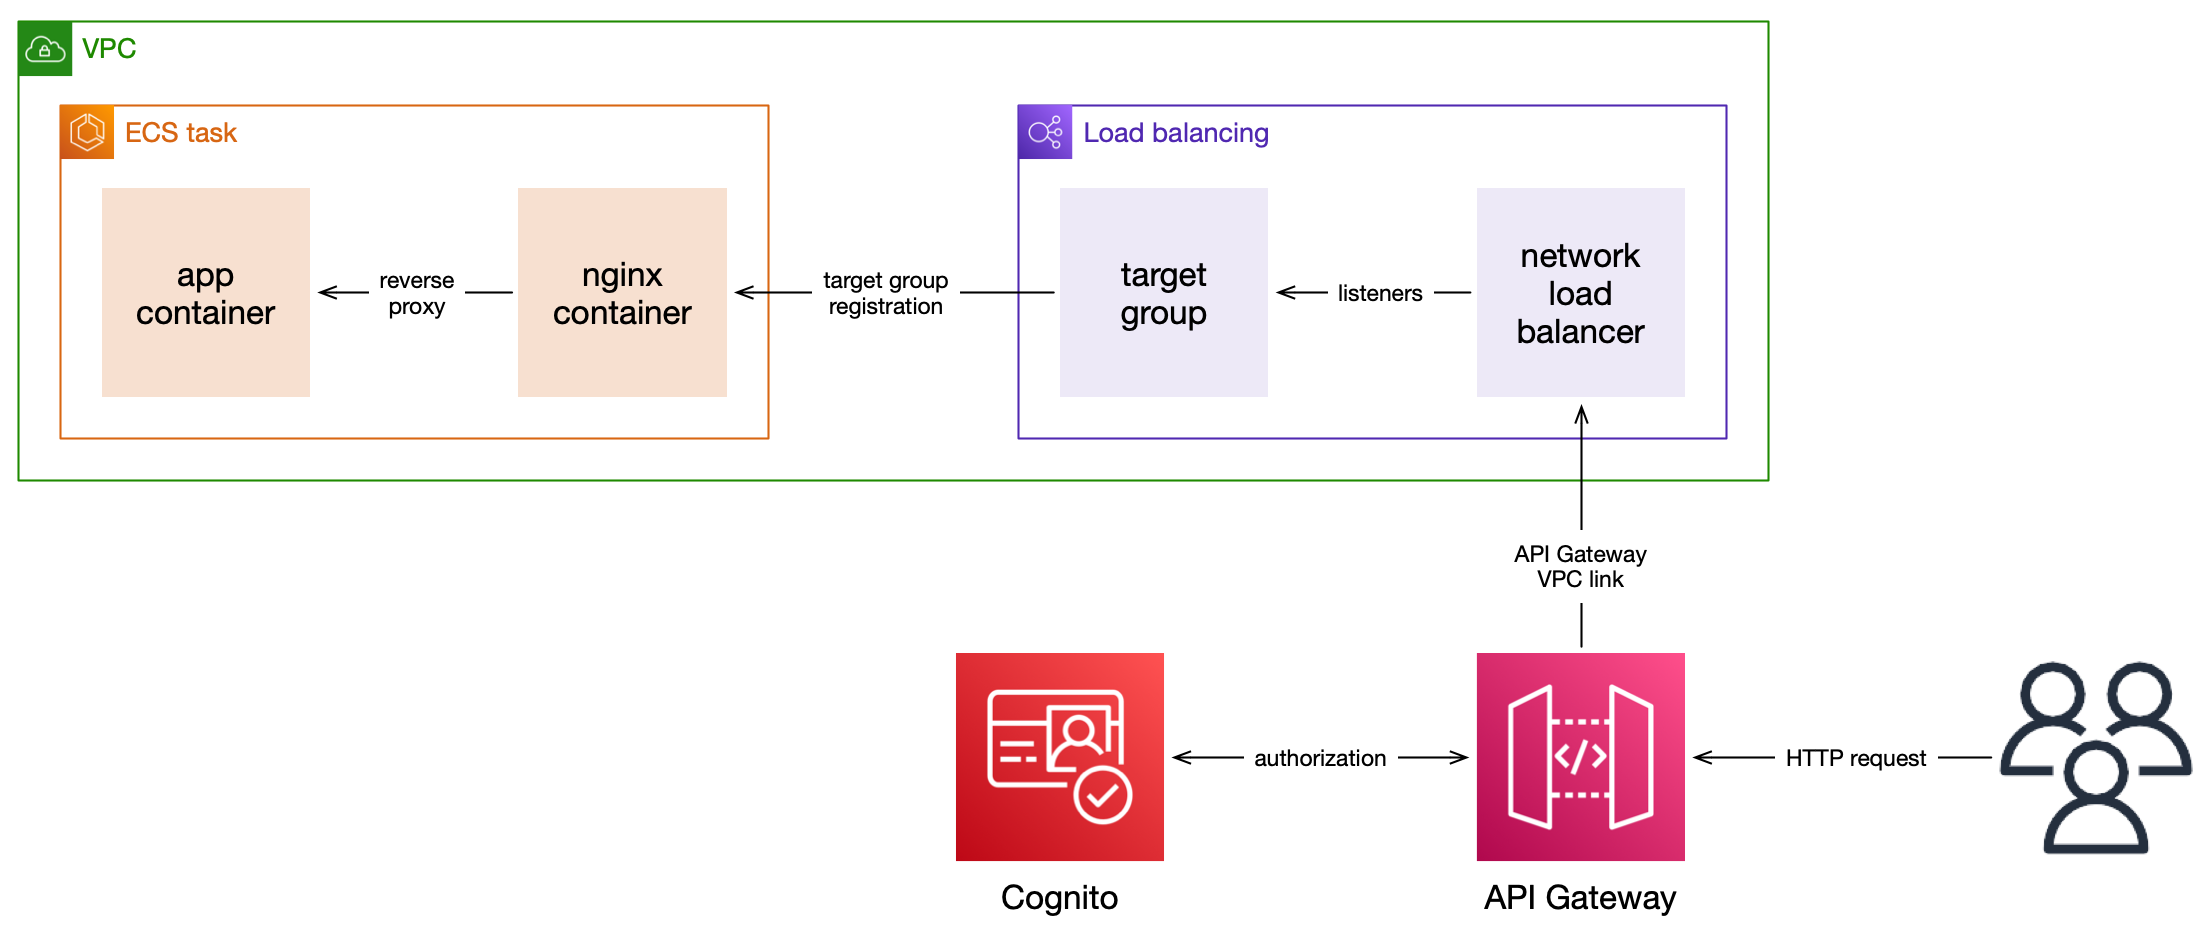 VPC
ECS task
Load balancing
app
container
reverse
proxy
nginx
container
target group
registration
target
group
listeners
network
load
balancer
API Gateway
VPC link
authorization
</>
HTTP request
Cognito
API Gateway